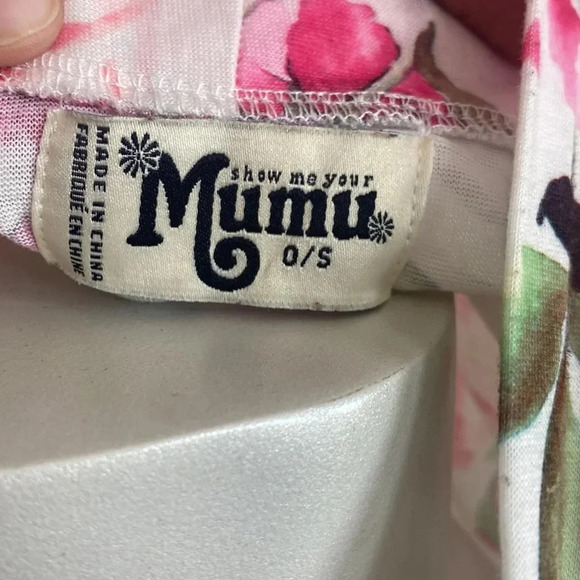 MADE IN CHINA
FABRIQUÉ EN CHINE
show me your
Mumu
O/S